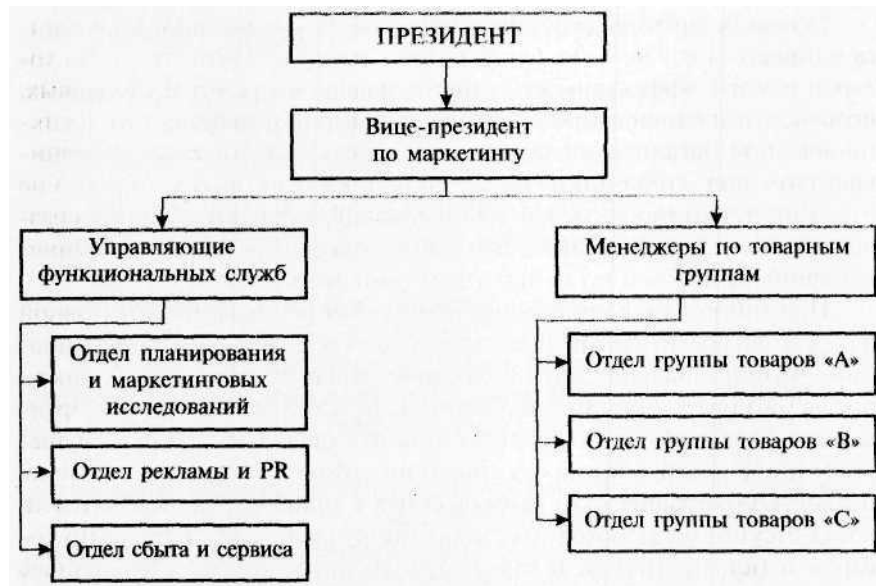 ПРЕЗИДЕНТ
Вице-президент
по маркетингу
Управляющие
функциональных служб
Менеджеры по товарным
группам
Отдел планирования
и маркетинговых
исследований
Отдел рекламы и PR
Отдел сбыта и сервиса
Отдел группы товаров «А»
Отдел группы товаров «В»
Отдел группы товаров «С»